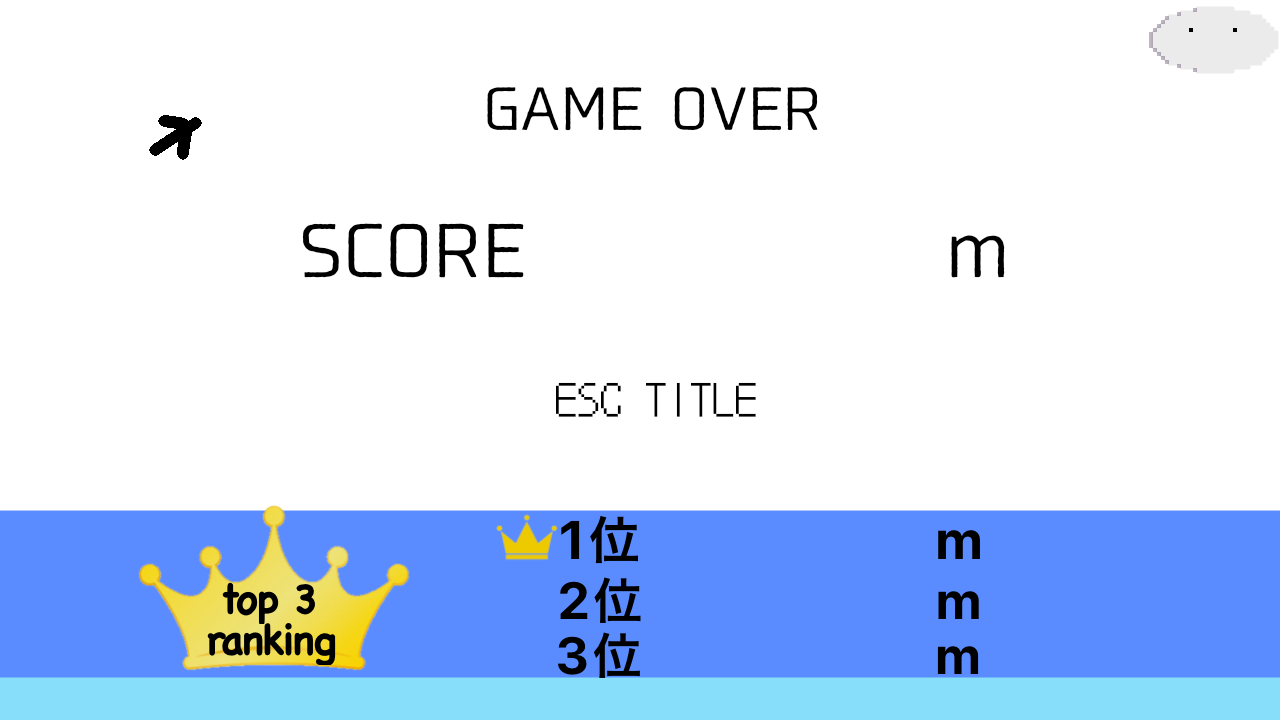 GAME OVER
SCORE m
ESC TITLE
top 3
ranking
1位 m
2位 m
3位 m